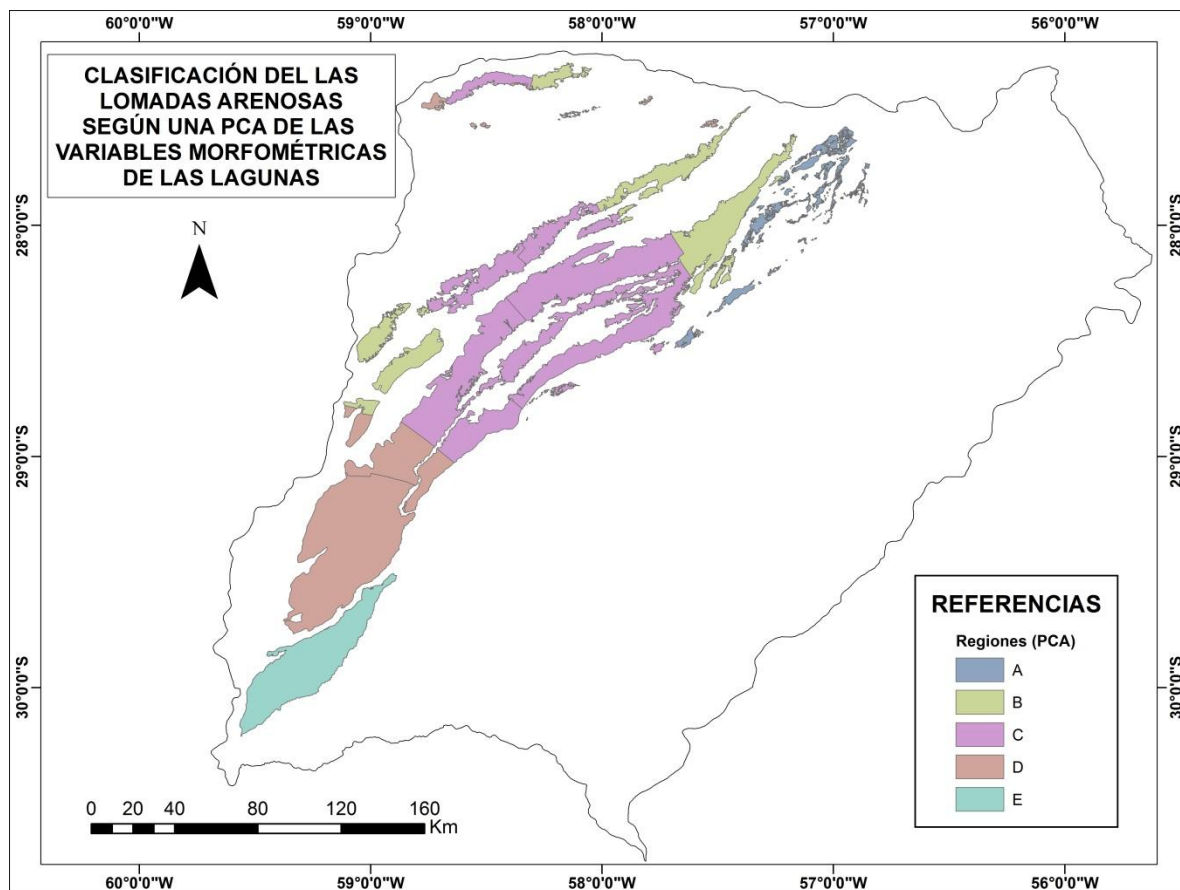 60°0'0"W 59°0'0"W 58°0'0"W 57°0'0"W 56°0'0"W
CLASIFICACIÓN DEL LAS
LOMADAS ARENOSAS
SEGÚN UNA PCA DE LAS
VARIABLES MORFOMÉTRICAS
DE LAS LAGUNAS
N
28°0'0"S 28°0'0"S
29°0'0"S 29°0'0"S
30°0'0"S 30°0'0"S
REFERENCIAS
Regiones (PCA)
A
B
C
D
E
0 20 40 80 120 160
Km
60°0'0"W 59°0'0"W 58°0'0"W 57°0'0"W 56°0'0"W